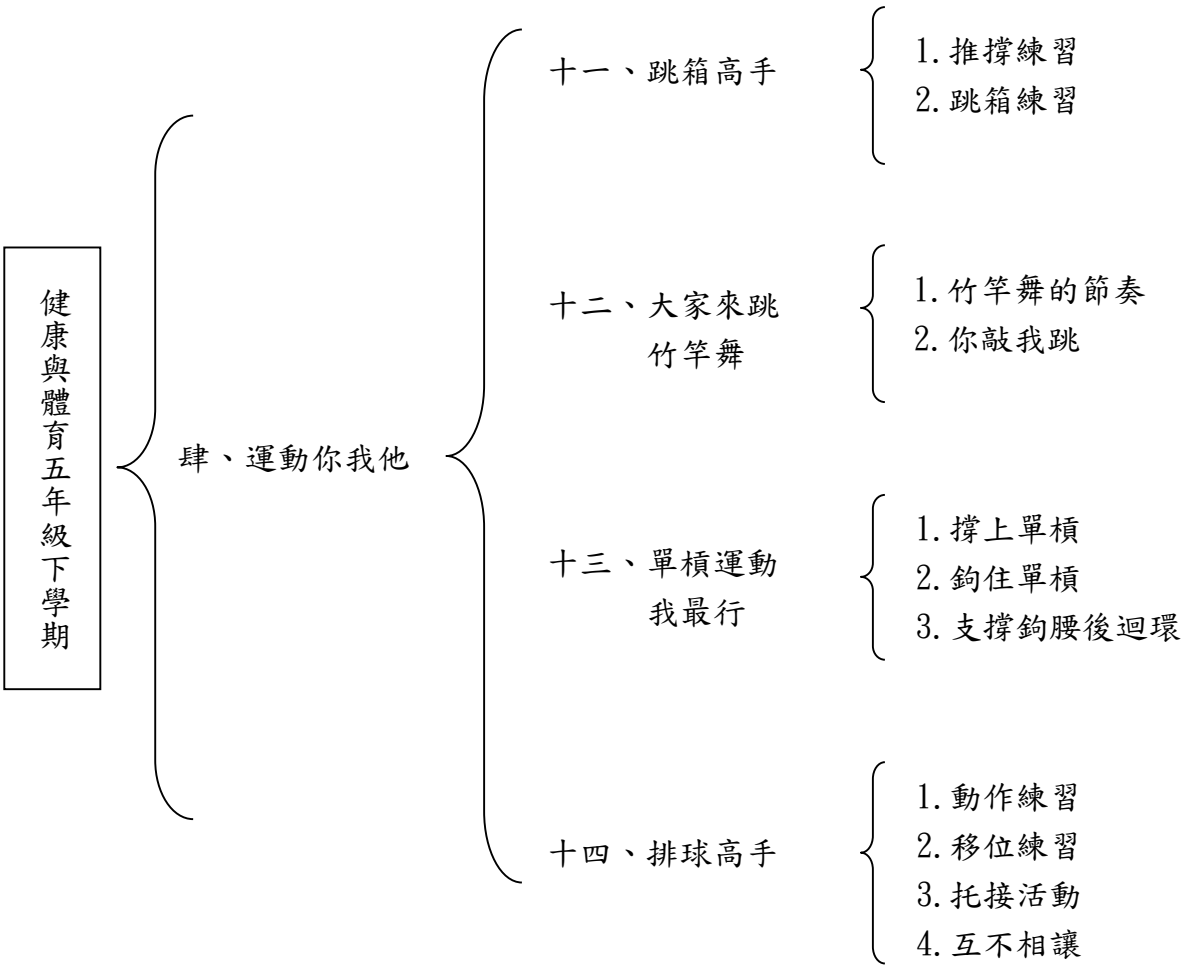 健康與體育五年級下學期
肆、運動你我他
十一、跳箱高手
1.推撐練習
2.跳箱練習
十二、大家來跳
竹竿舞
1.竹竿舞的節奏
2.你敲我跳
十三、單槓運動
我最行
1.撐上單槓
2.鉤住單槓
3.支撐鉤腰後迴環
十四、排球高手
1.動作練習
2.移位練習
3.托接活動
4.互不相讓